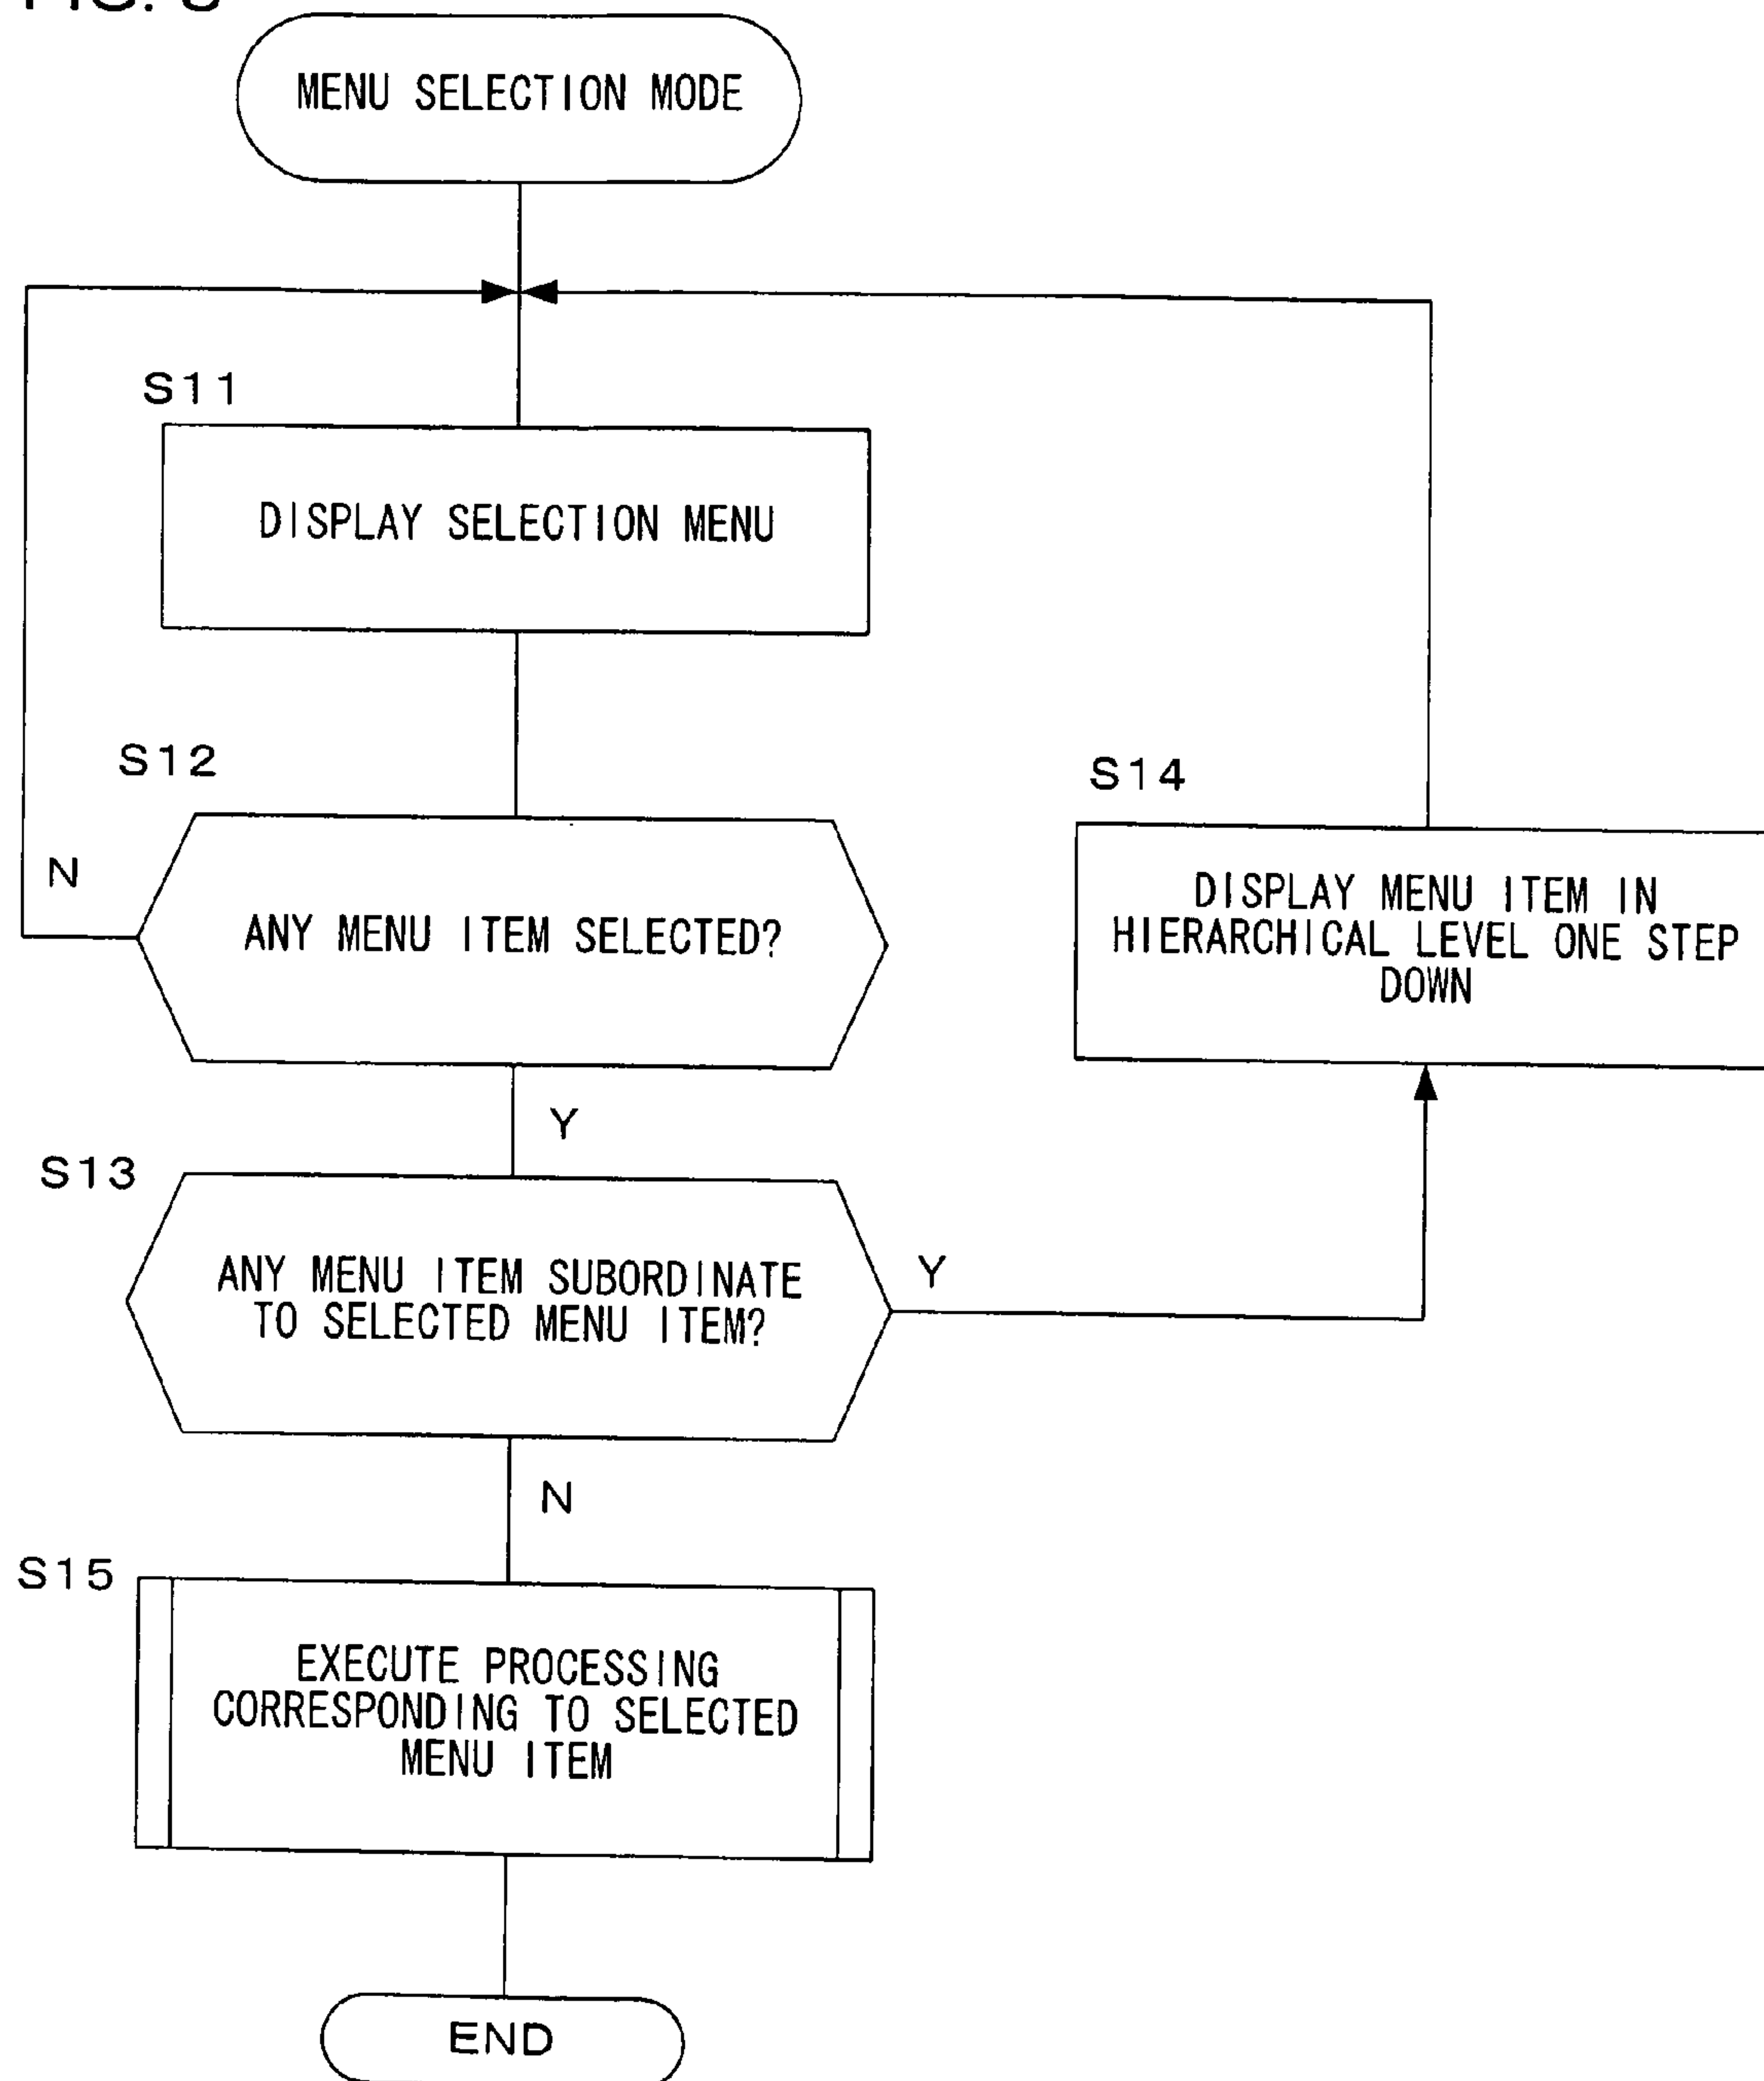 MENU SELECTION MODE
S11
DISPLAY SELECTION MENU
S12
N
ANY MENU ITEM SELECTED?
Y
S14
DISPLAY MENU ITEM IN
HIERARCHICAL LEVEL ONE STEP
DOWN
S13
ANY MENU ITEM SUBORDINATE
TO SELECTED MENU ITEM?
Y
N
S15
EXECUTE PROCESSING
CORRESPONDING TO SELECTED
MENU ITEM
END